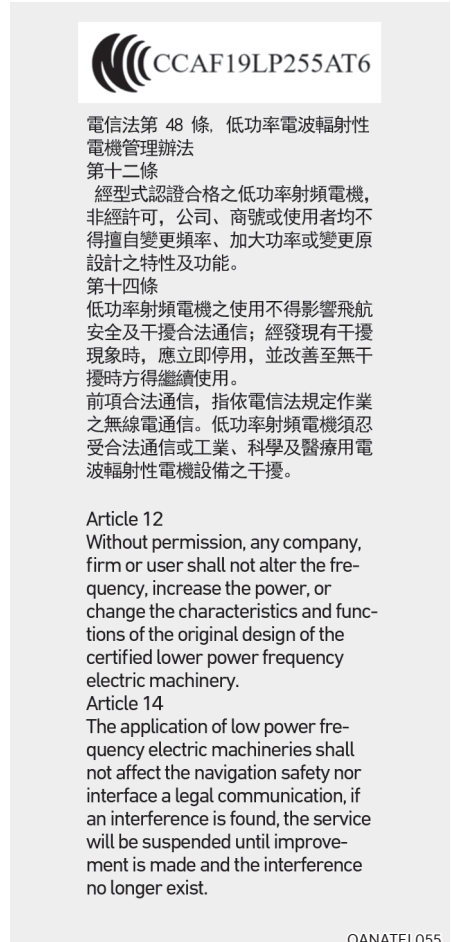 CCAF19LP255AT6
電信法第 48 條, 低功率電波輻射性
電機管理辦法
第十二條
經型式認證合格之低功率射頻電機,
非經許可, 公司、商號或使用者均不
得擅自變更頻率、加大功率或變更原
設計之特性及功能。
第十四條
低功率射頻電機之使用不得影響飛航
安全及干擾合法通信; 經發現有干擾
現象時, 應立即停用, 並改善至無干
擾時方得繼續使用。
前項合法通信, 指依電信法規定作業
之無線電通信。低功率射頻電機須忍
受合法通信或工業、科學及醫療用電
波輻射性電機設備之干擾。
Article 12
Without permission, any company,
firm or user shall not alter the fre-
quency, increase the power, or
change the characteristics and func-
tions of the original design of the
certified lower power frequency
electric machinery.
Article 14
The application of low power fre-
quency electric machineries shall
not affect the navigation safety nor
interface a legal communication, if
an interference is found, the service
will be suspended until improve-
ment is made and the interference
no longer exist.
OANATEL055